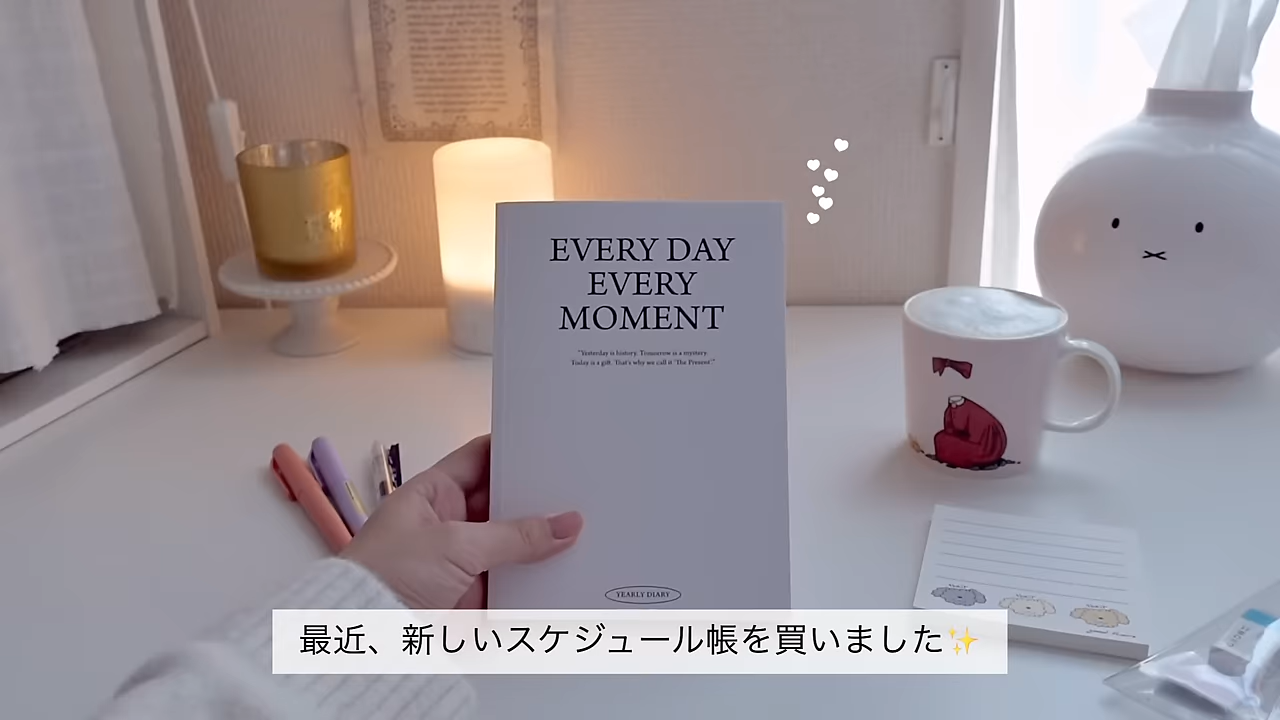 EVERY DAY
EVERY
MOMENT
"Yesterday is history. Tomorrow is a mystery.
Today is a gift. That's why we call it 'The Present'."
YEARLY DIARY
最近、新しいスケジュール帳を買いました✨